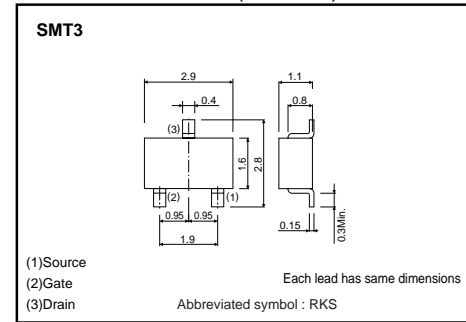 SMT3
2.9
1.1
0.4
0.8
(3)
1.6
2.8
(2)
(1)
0.95
0.95
0.15
0.3Min.
1.9
(1)Source
(2)Gate
(3)Drain
Each lead has same dimensions
Abbreviated symbol : RKS